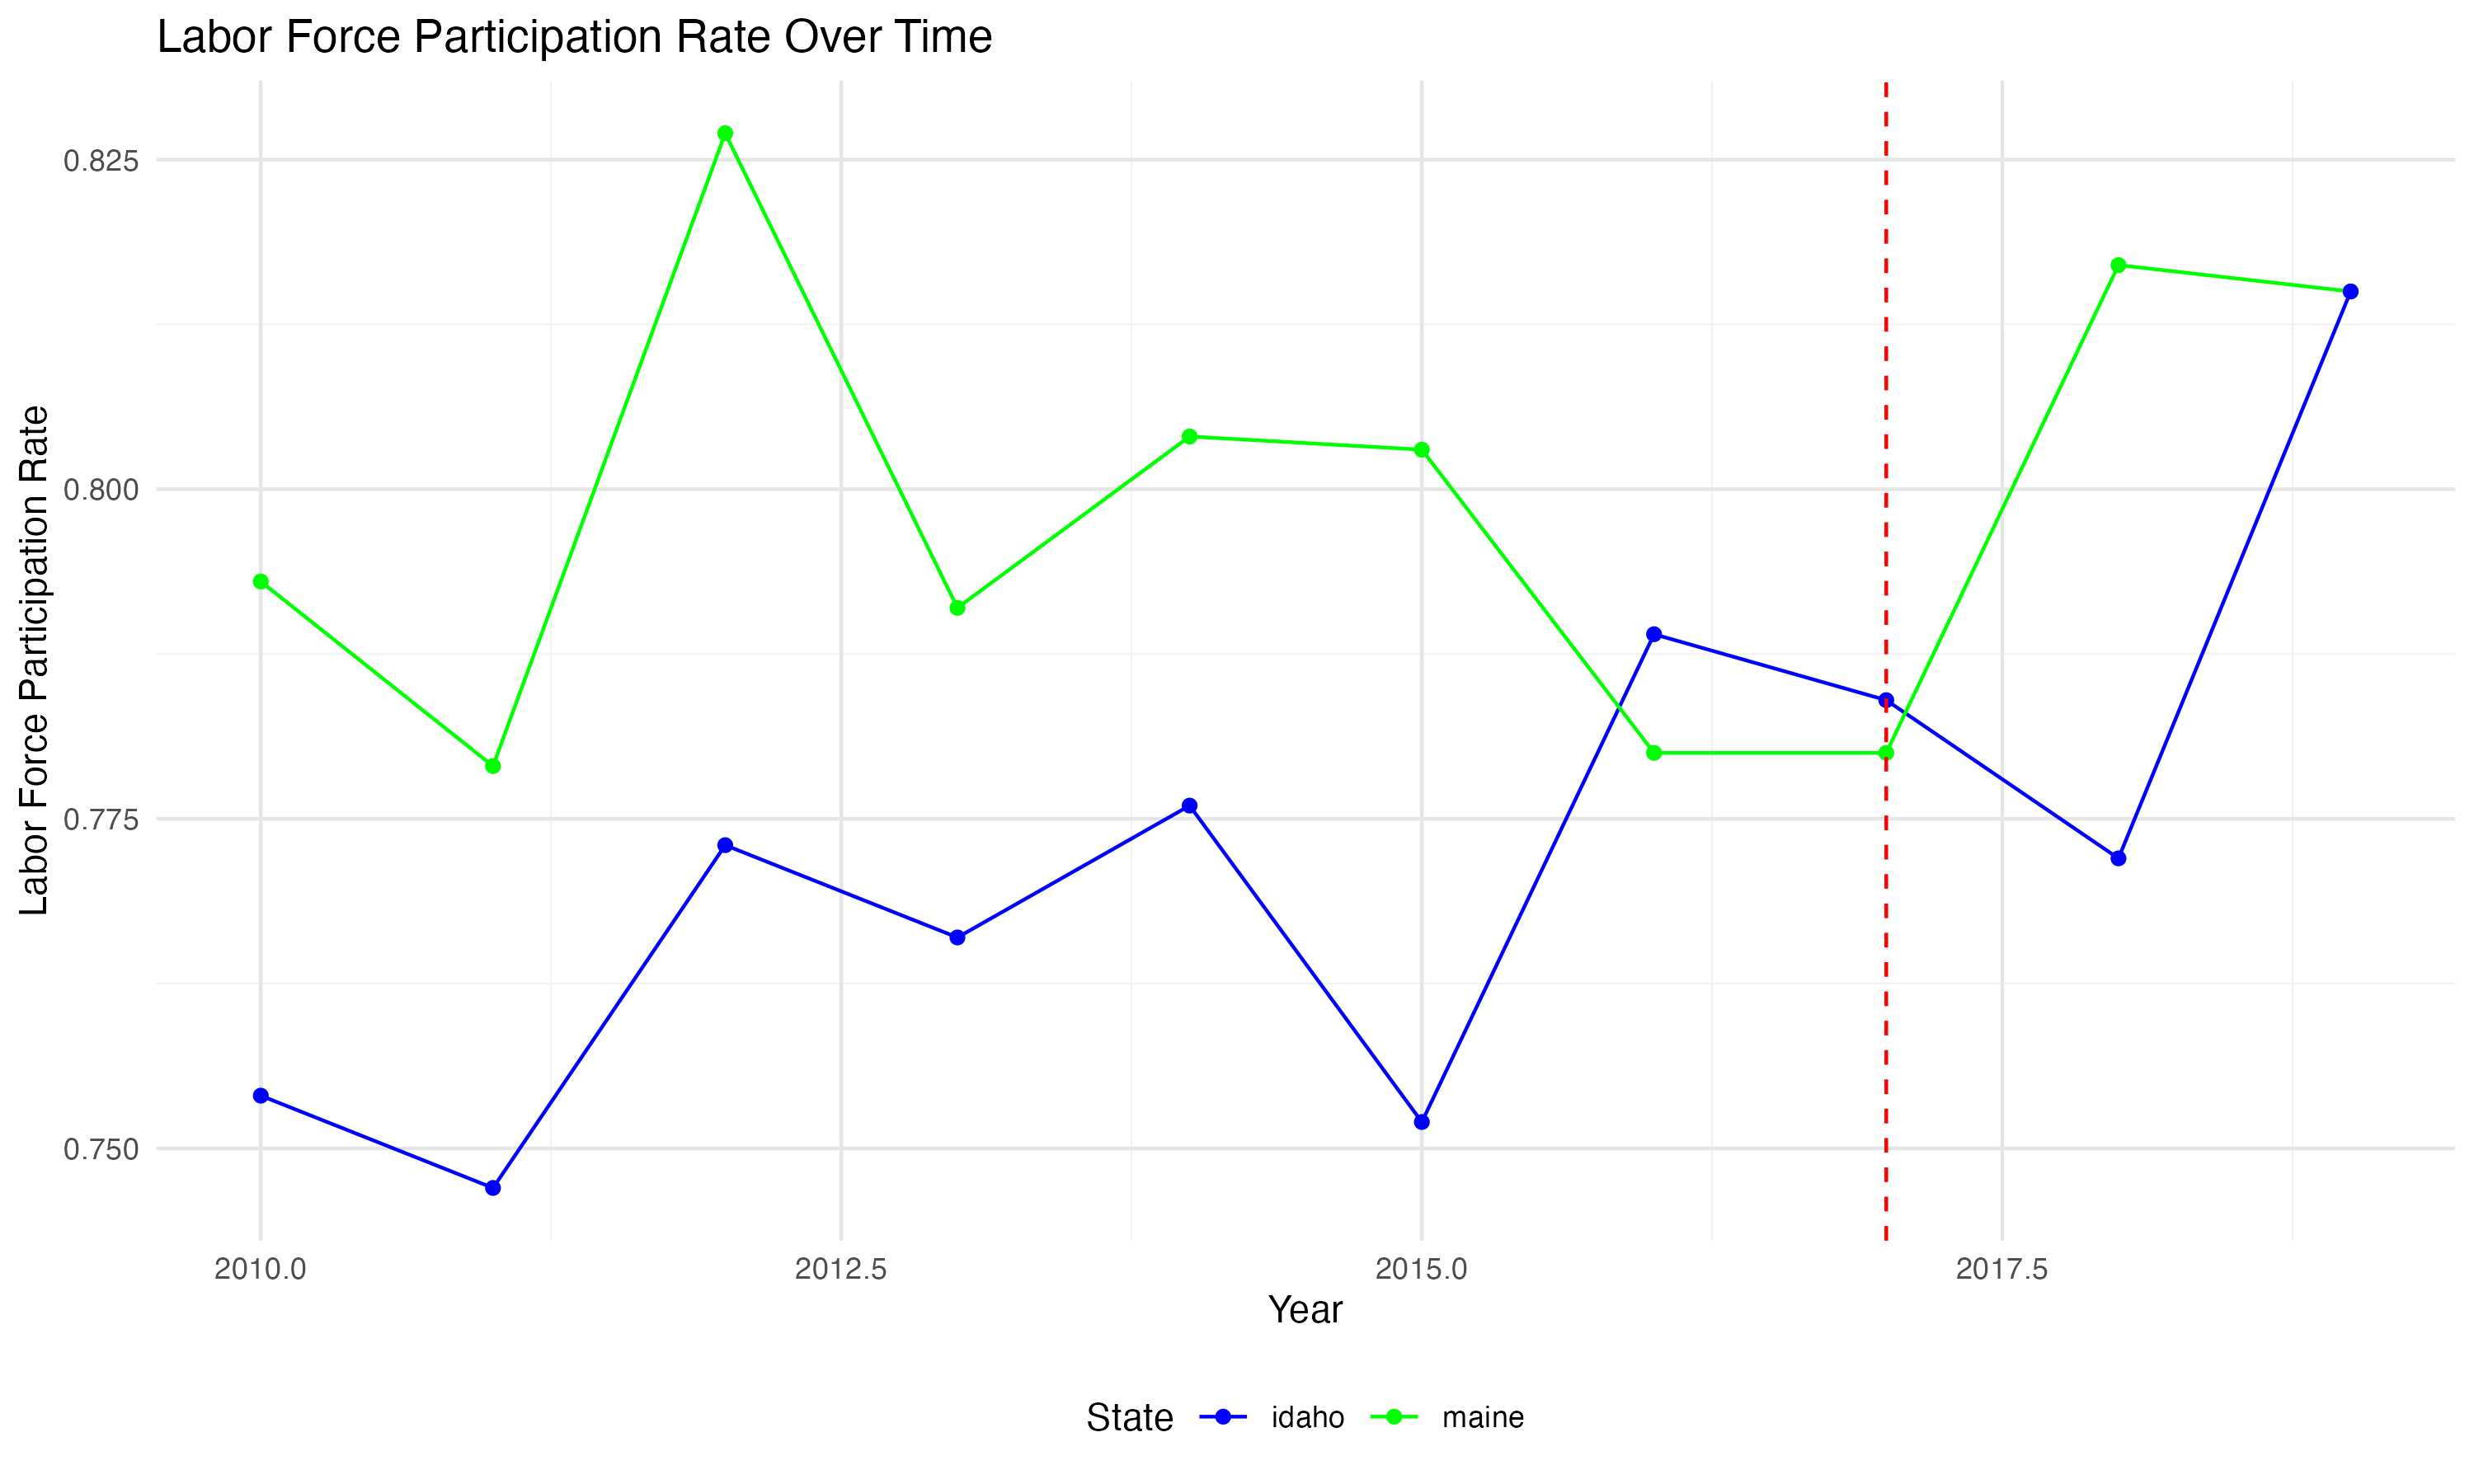 Labor Force Participation Rate Over Time
Labor Force Participation Rate
0.825
0.800
0.775
0.750
2010.0 2012.5 2015.0 2017.5
Year
State idaho maine